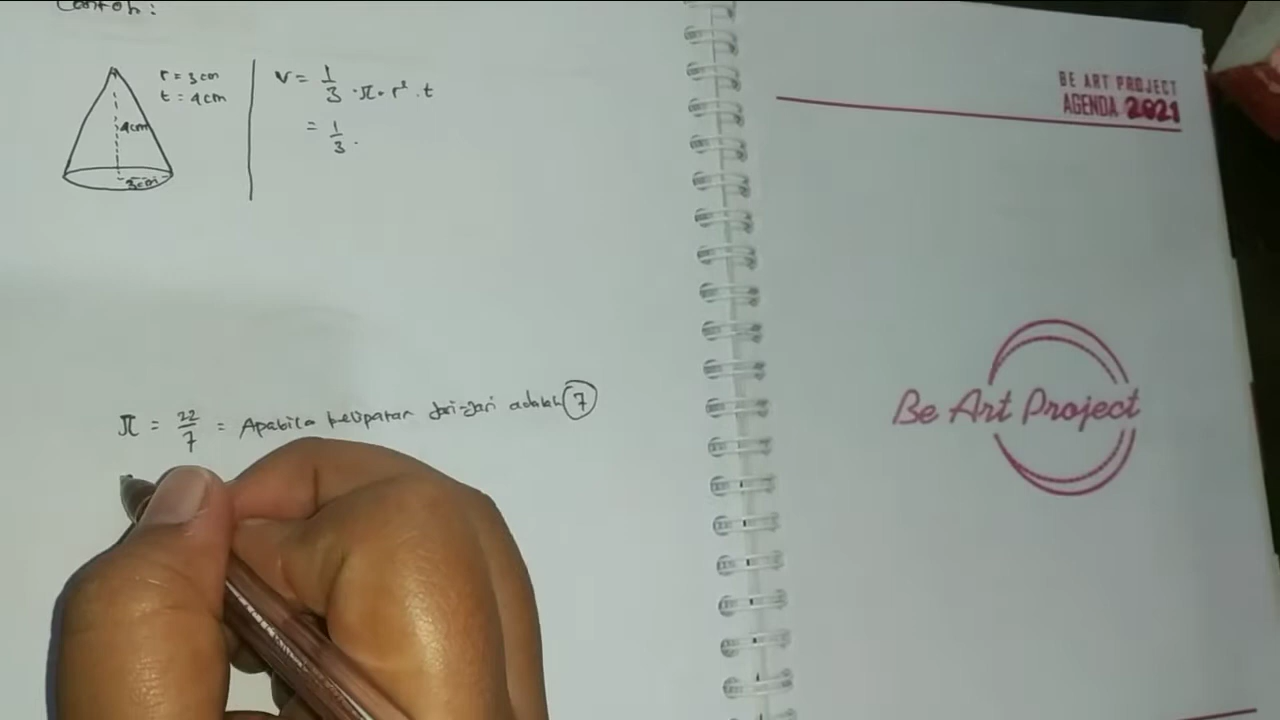 Contoh:
r = 3 cm
t = 4 cm
4cm
3cm
V = 1/3 . π . r² . t
= 1/3 .
π = 22/7 = Apabila kelipatan jari-jari adalah 7
BE ART PROJECT
AGENDA 2021
Be Art Project